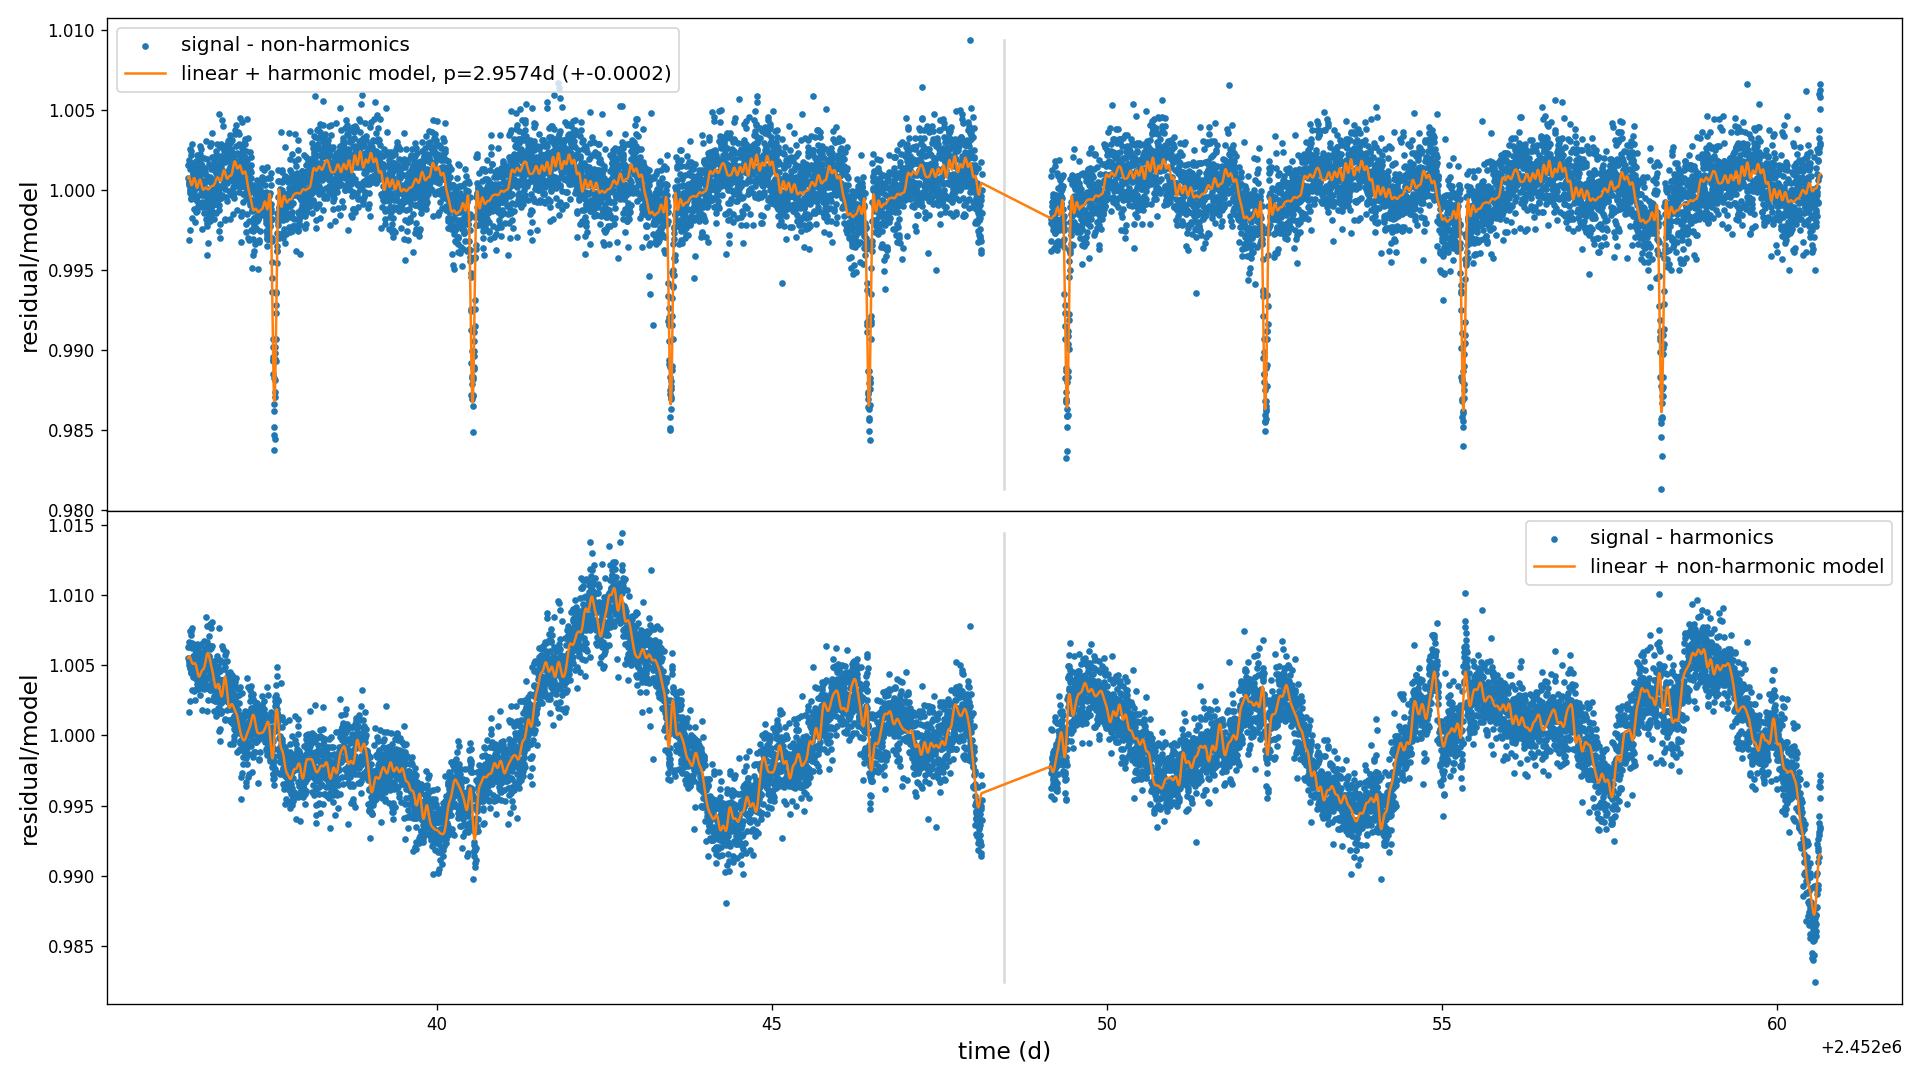 1.010
1.005
1.000
0.995
0.990
0.985
0.980
residual/model
signal - non-harmonics
linear + harmonic model, p=2.9574d (+-0.0002)
1.015
1.010
1.005
1.000
0.995
0.990
0.985
residual/model
signal - harmonics
linear + non-harmonic model
40 45 50 55 60
time (d)
+2.452e6